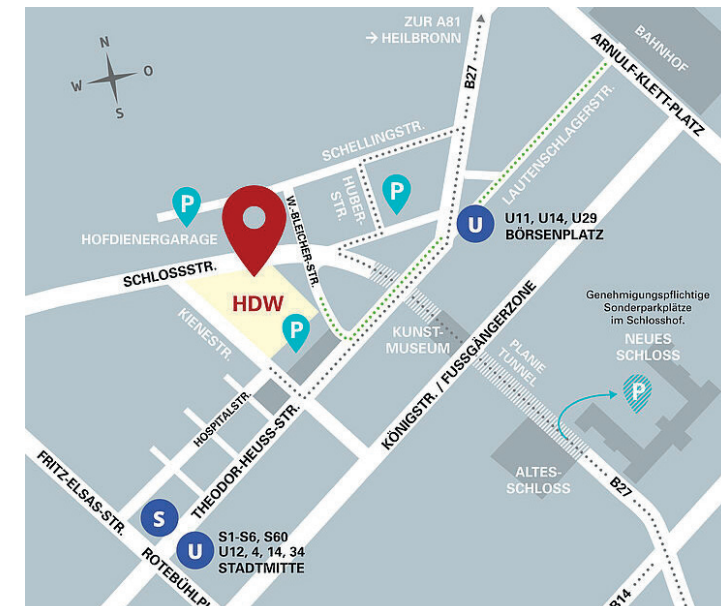 ZUR A81
→ HEILBRONN
BAHNHOF
ARNULF-KLETT-PLATZ
N
W
O
S
B27
SCHELLINGSTR.
LAUTENSCHLAGERSTR.
HUBER-
STR.
P
P
HOFDIENERGARAGE
W.-BLEICHER-STR.
U
U11, U14, U29
BÖRSENPLATZ
SCHLOSSSTR.
HDW
P
KIENESTR.
KUNST-
MUSEUM
PLANIE
TUNNEL
Genehmigungspflichtige
Sonderparkplätze
im Schlosshof.
NEUES
SCHLOSS
P
KÖNIGSTR. / FUSSGÄNGERZONE
HOSPITALSTR.
THEODOR-HEUSS-STR.
ALTES-
SCHLOSS
B27
FRITZ-ELSAS-STR.
S
U
S1-S6, S60
U12, 4, 14, 34
STADTMITTE
ROTEBÜHLPL
B14